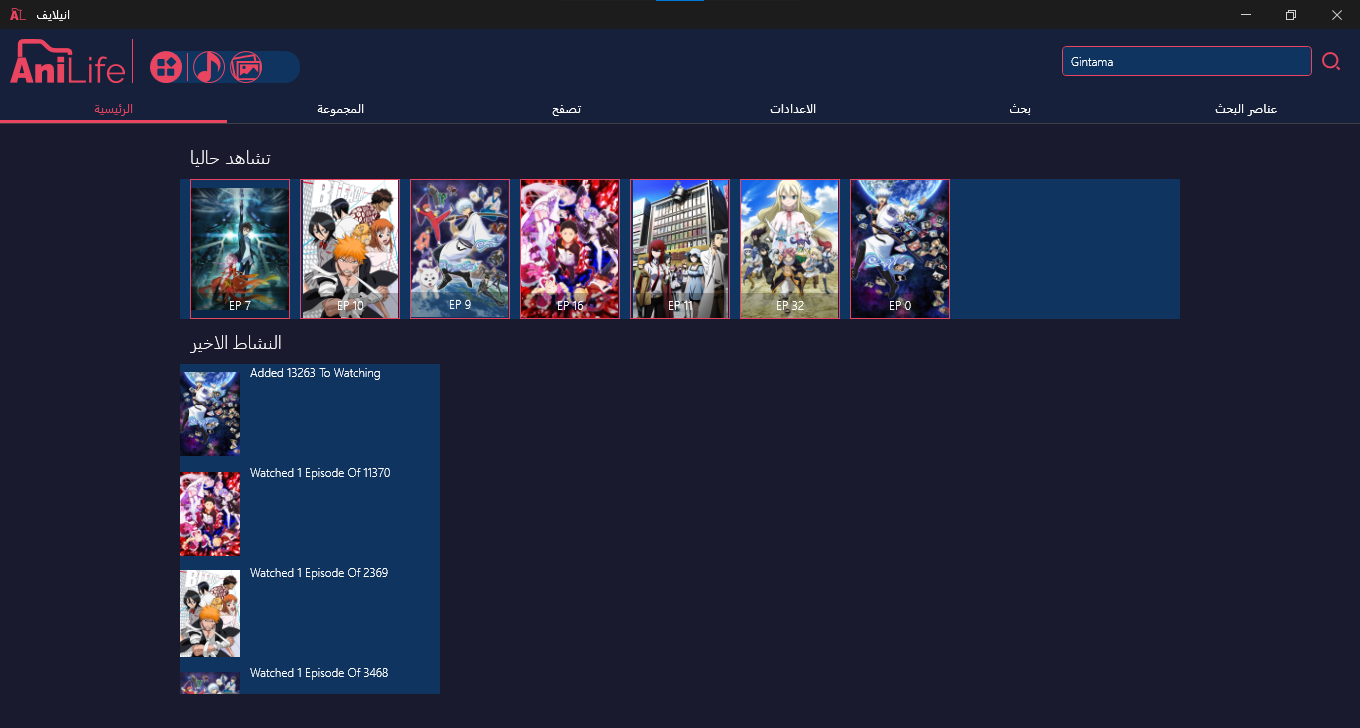 AL انيلايف
AniLife
Gintama
الرئيسية
المجموعة
تصفح
الاعدادات
بحث
عناصر البحث
تشاهد حاليا
BLEACH
EP 7
EP 10
EP 9
EP 16
EP 11
EP 32
EP 0
النشاط الاخير
Added 13263 To Watching
Watched 1 Episode Of 11370
Watched 1 Episode Of 2369
Watched 1 Episode Of 3468